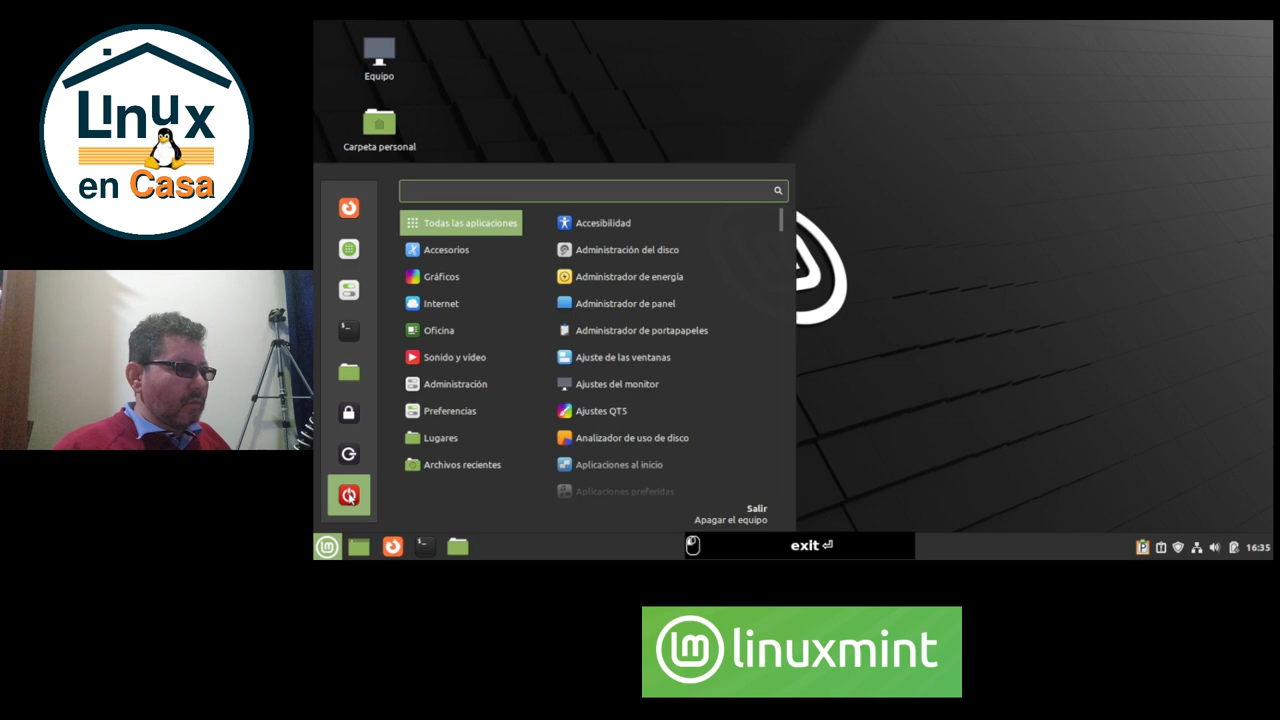 Linux
en Casa
Equipo
Carpeta personal
Todas las aplicaciones
Accesorios
Gráficos
Internet
Oficina
Sonido y vídeo
Administración
Preferencias
Lugares
Archivos recientes
Accesibilidad
Administración del disco
Administrador de energía
Administrador de panel
Administrador de portapapeles
Ajuste de las ventanas
Ajustes del monitor
Ajustes QT5
Analizador de uso de disco
Aplicaciones al inicio
Aplicaciones preferidas
Salir
Apagar el equipo
exit ⏎
16:35
linuxmint